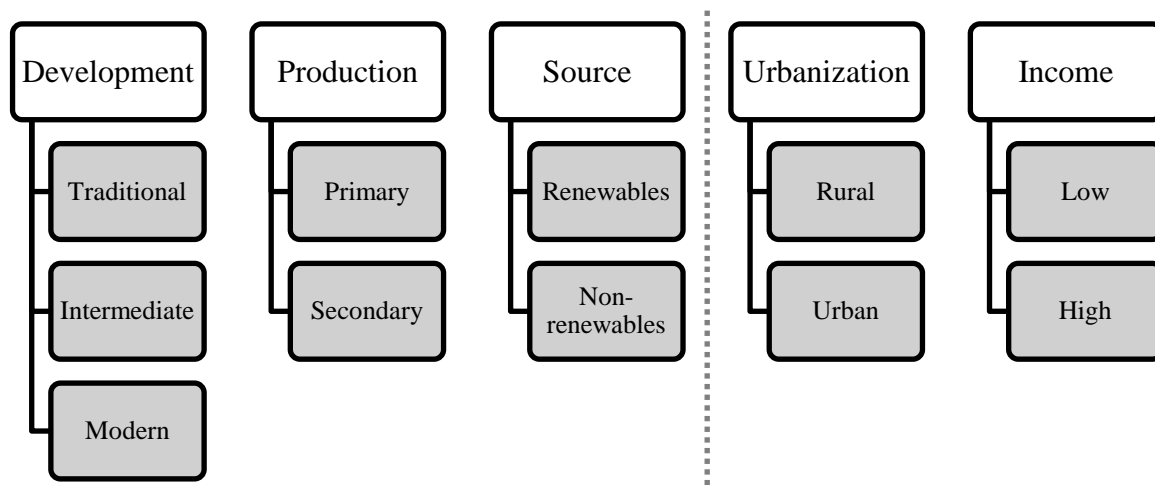 Development
Traditional
Intermediate
Modern
Production
Primary
Secondary
Source
Renewables
Non-
renewables
Urbanization
Rural
Urban
Income
Low
High